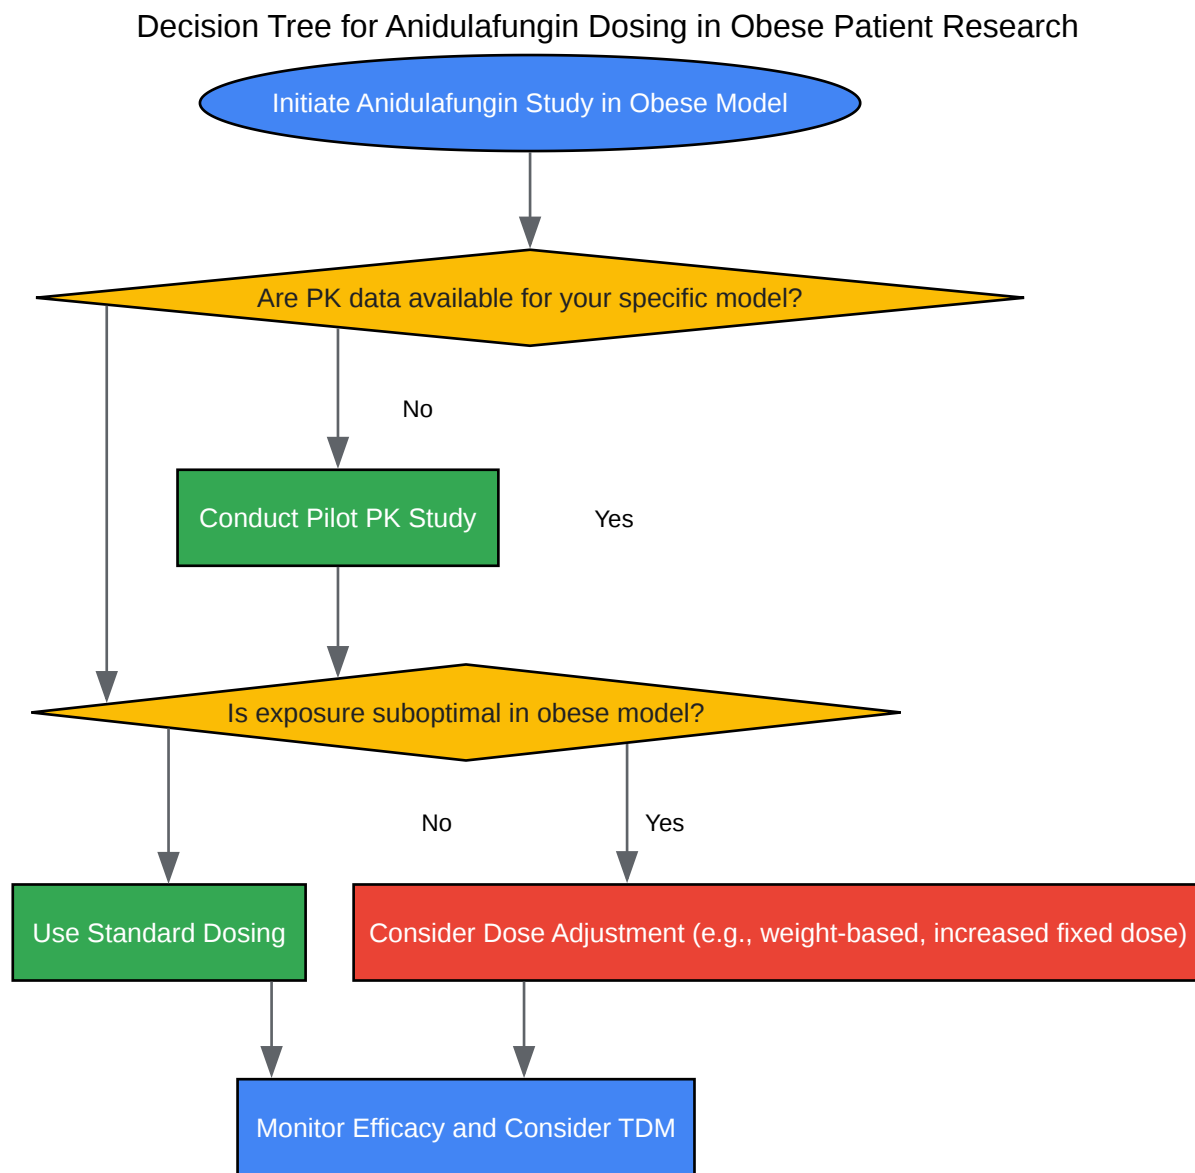 Decision Tree for Anidulafungin Dosing in Obese Patient Research
Initiate Anidulafungin Study in Obese Model
Are PK data available for your specific model?
No
Conduct Pilot PK Study
Yes
Is exposure suboptimal in obese model?
No
Yes
Use Standard Dosing
Consider Dose Adjustment (e.g., weight-based, increased fixed dose)
Monitor Efficacy and Consider TDM